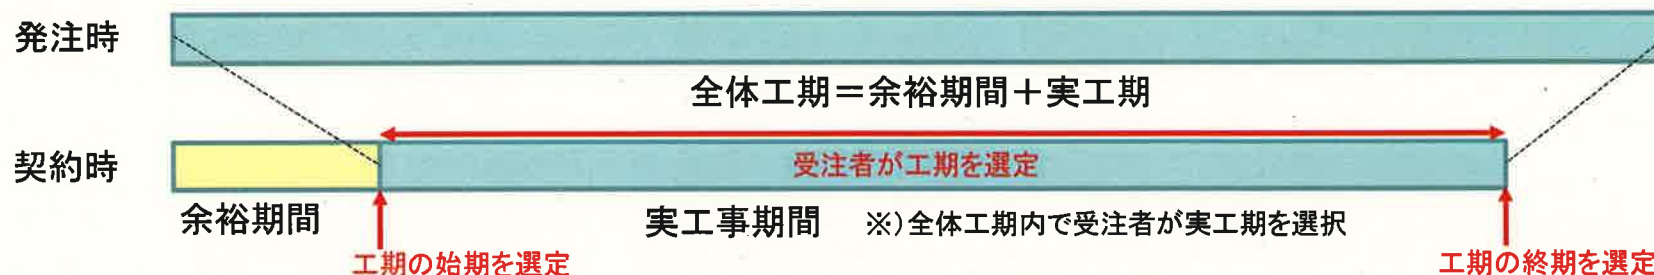 発注時
全体工期＝余裕期間＋実工期
契約時
受注者が工期を選定
余裕期間
実工事期間 ※）全体工期内で受注者が実工期を選択
工期の始期を選定
工期の終期を選定